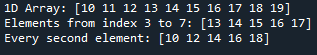 1D Array: [10 11 12 13 14 15 16 17 18 19]
Elements from index 3 to 7: [13 14 15 16 17]
Every second element: [10 12 14 16 18]